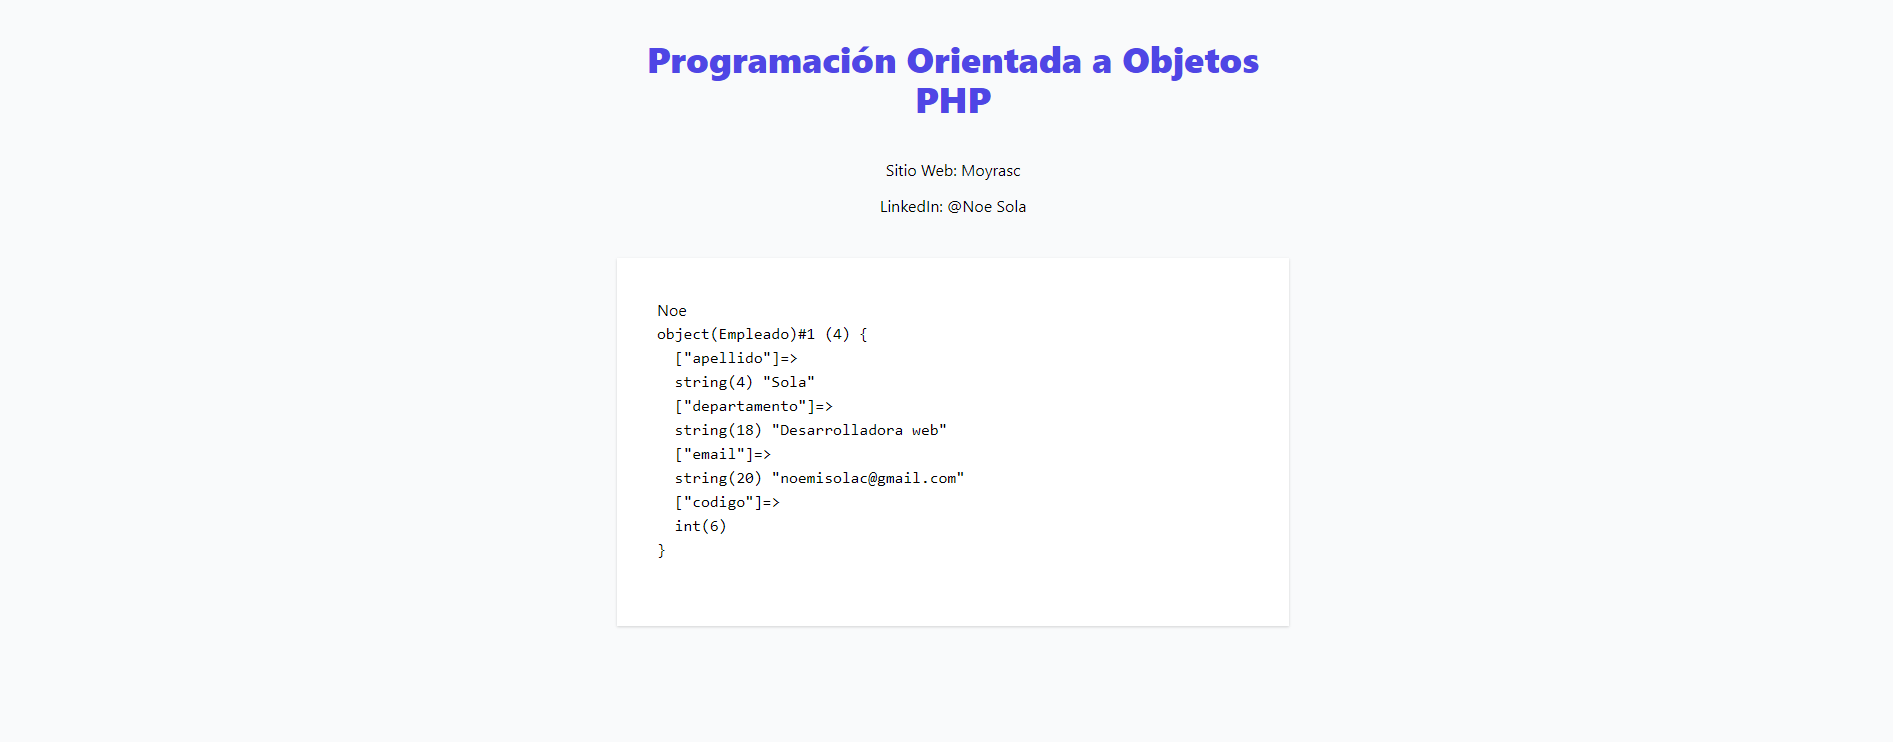 Programación Orientada a Objetos
PHP
Sitio Web: Moyrasc
LinkedIn: @Noe Sola
Noe
object(Empleado)#1 (4) {
  ["apellido"]=>
  string(4) "Sola"
  ["departamento"]=>
  string(18) "Desarrolladora web"
  ["email"]=>
  string(20) "noemisolac@gmail.com"
  ["codigo"]=>
  int(6)
}